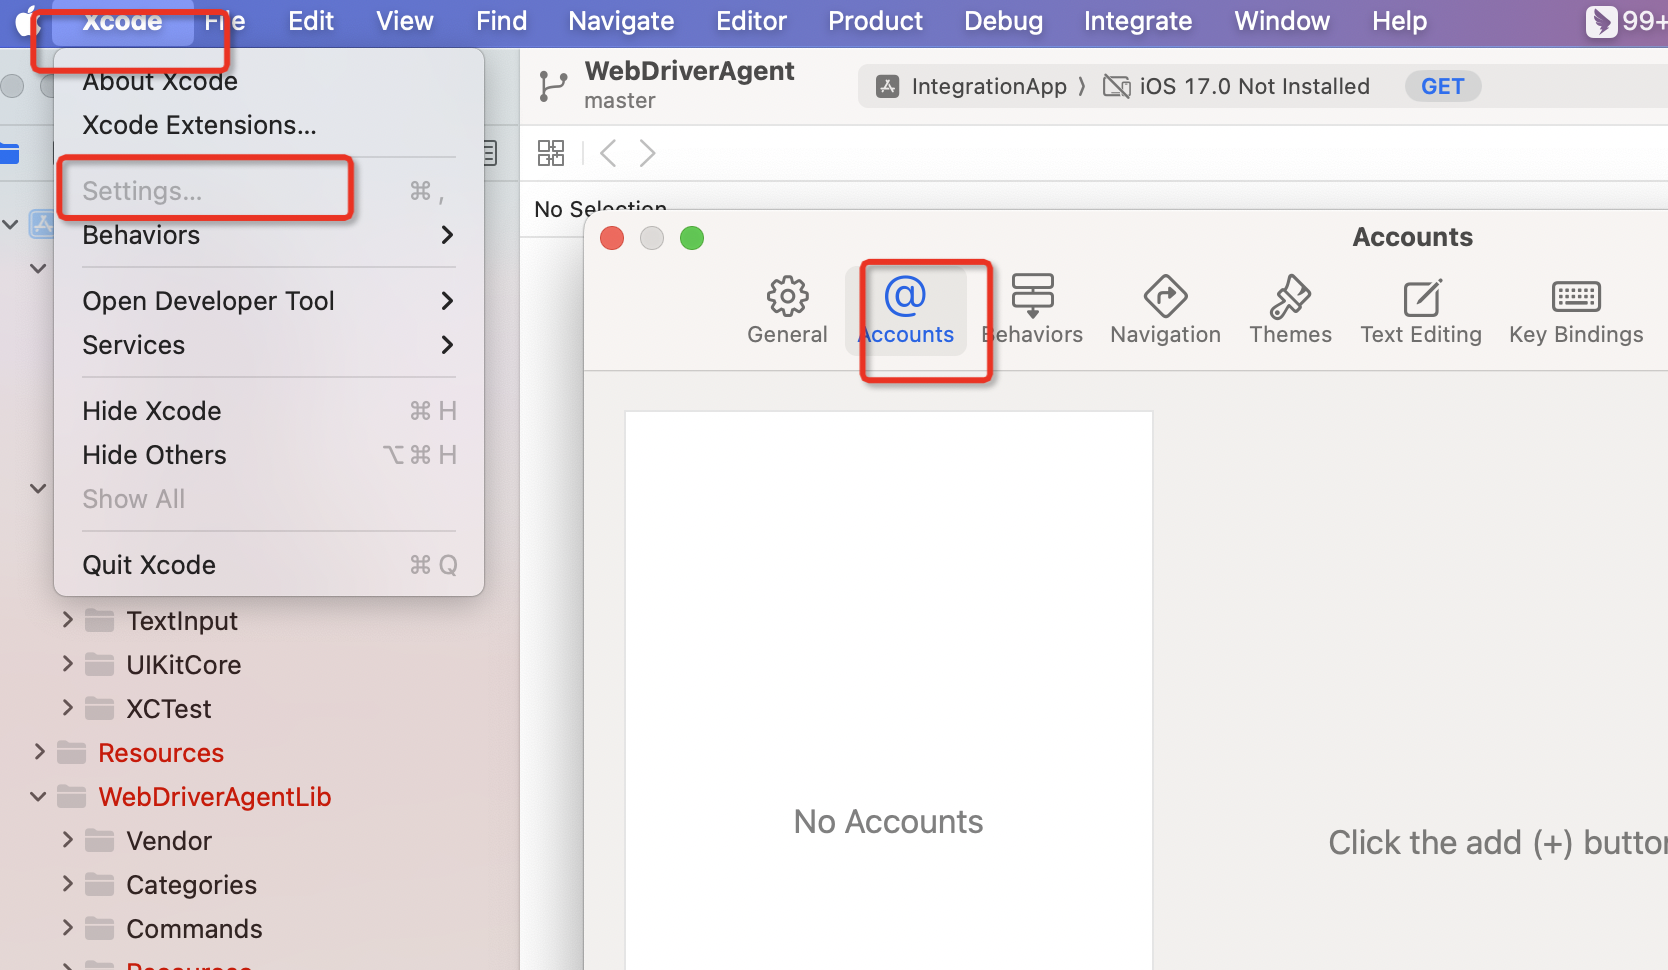 Xcode File Edit View Find Navigate Editor Product Debug Integrate Window Help 99+
About Xcode
Xcode Extensions...
Settings... ⌘ ,
Behaviors
Open Developer Tool
Services
Hide Xcode ⌘ H
Hide Others ⌥ ⌘ H
Show All
Quit Xcode ⌘ Q
TextInput
UIKitCore
XCTest
Resources
WebDriverAgentLib
Vendor
Categories
Commands
Resources
WebDriverAgent
master
IntegrationApp ⟩ iOS 17.0 Not Installed GET
No Selection
Accounts
General @ Accounts Behaviors Navigation Themes Text Editing Key Bindings
No Accounts
Click the add (+) button